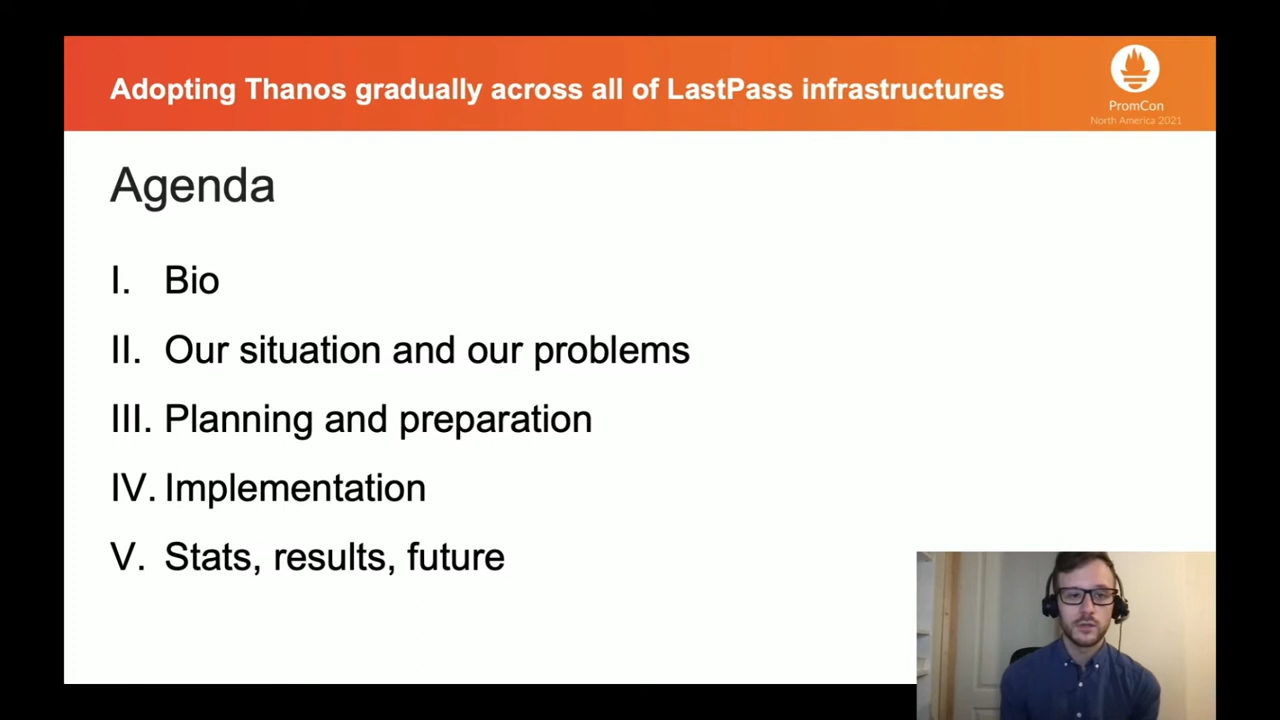 Adopting Thanos gradually across all of LastPass infrastructures
PromCon
North America 2021
Agenda
I. Bio
II. Our situation and our problems
III. Planning and preparation
IV. Implementation
V. Stats, results, future